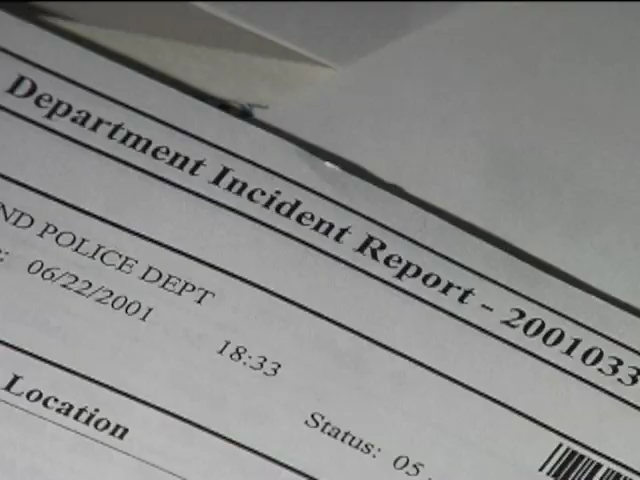 Department Incident Report - 2001033
ND POLICE DEPT
: 06/22/2001 18:33
Status: 05
Location